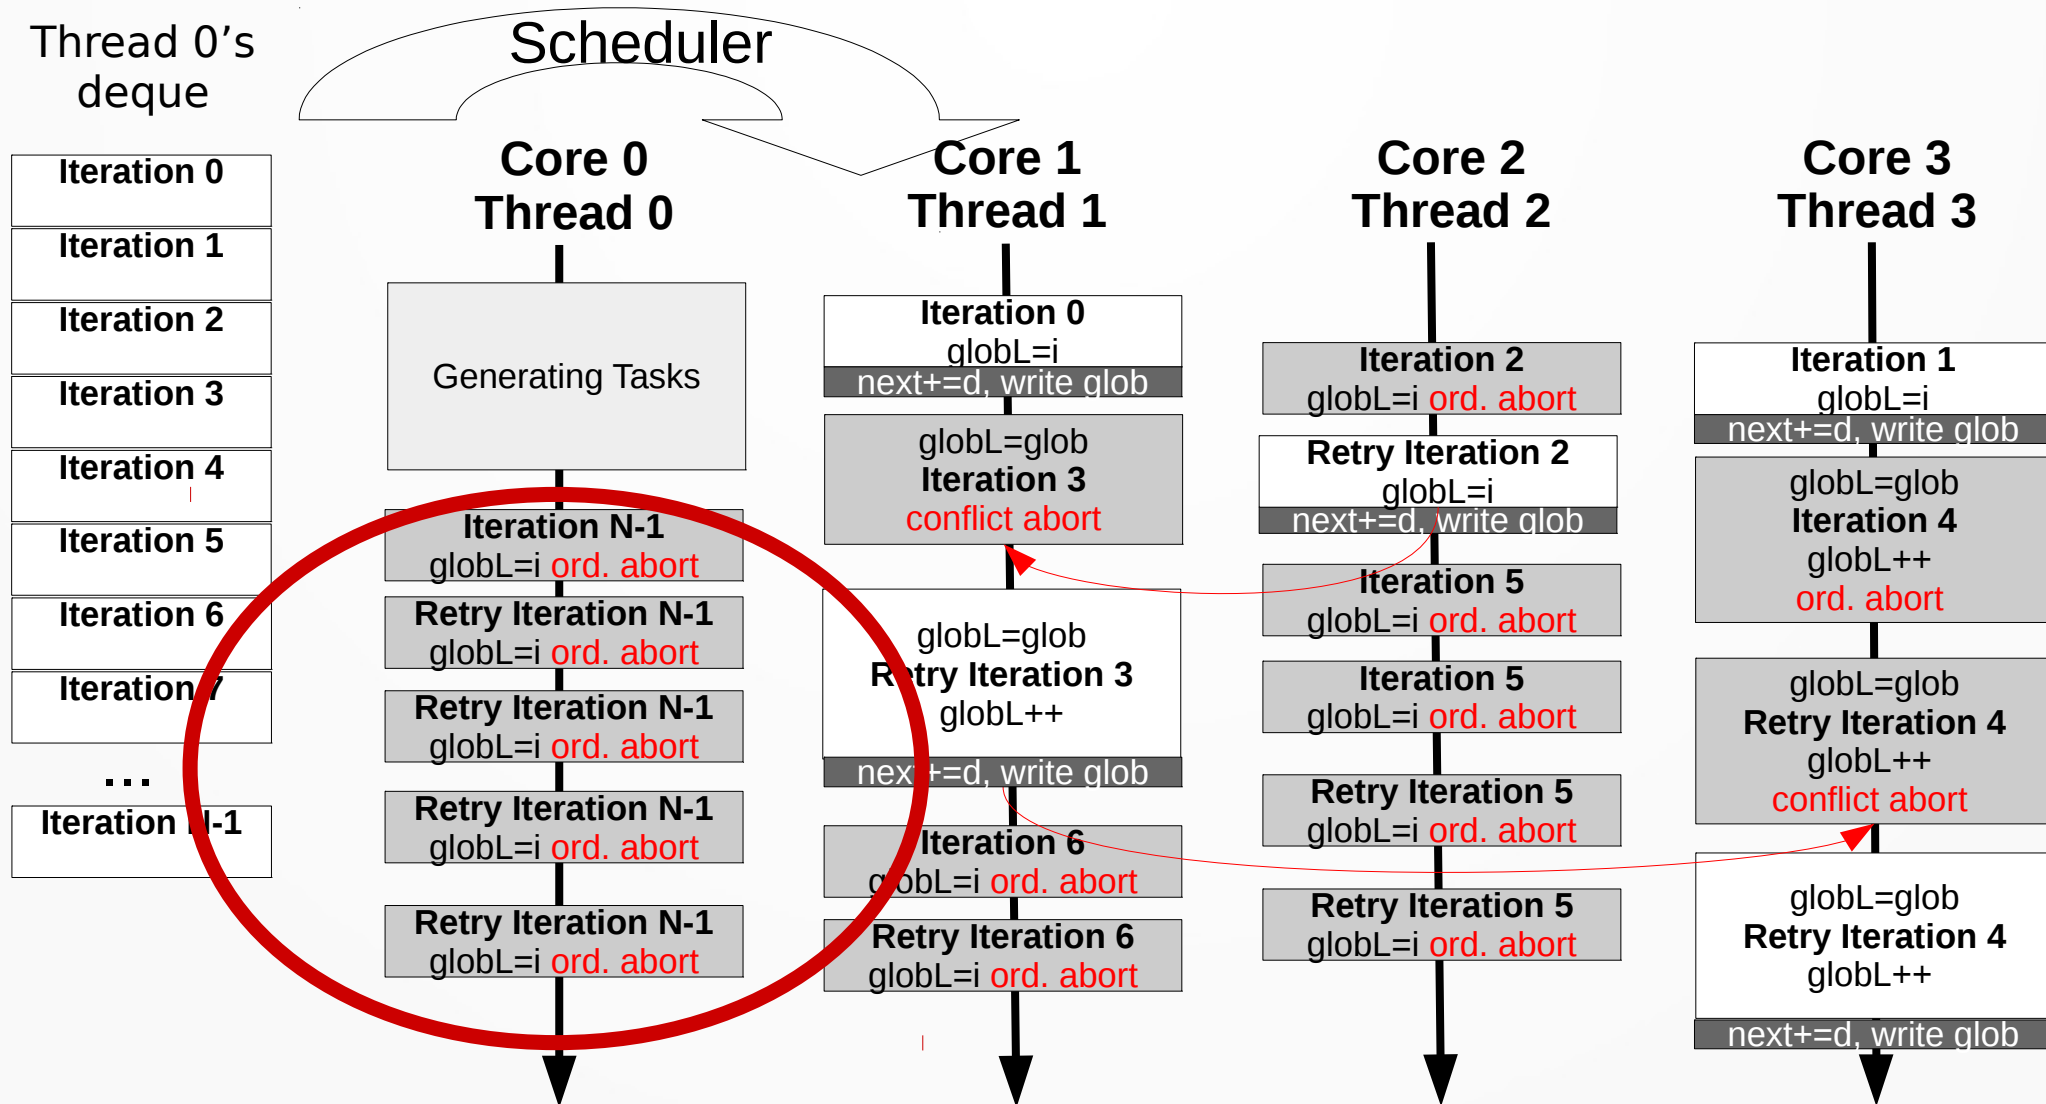 Thread 0's
deque
Scheduler
Iteration 0
Iteration 1
Iteration 2
Iteration 3
Iteration 4
Iteration 5
Iteration 6
Iteration 7
...
Iteration N-1
Core 0
Thread 0
Generating Tasks
Iteration N-1
globL=i ord. abort
Retry Iteration N-1
globL=i ord. abort
Retry Iteration N-1
globL=i ord. abort
Retry Iteration N-1
globL=i ord. abort
Retry Iteration N-1
globL=i ord. abort
Core 1
Thread 1
Iteration 0
globL=i
next+=d, write glob
globL=glob
Iteration 3
conflict abort
globL=glob
Retry Iteration 3
globL++
next+=d, write glob
Iteration 6
globL=i ord. abort
Retry Iteration 6
globL=i ord. abort
Core 2
Thread 2
Iteration 2
globL=i ord. abort
Retry Iteration 2
globL=i
next+=d, write glob
Iteration 5
globL=i ord. abort
Iteration 5
globL=i ord. abort
Retry Iteration 5
globL=i ord. abort
Retry Iteration 5
globL=i ord. abort
Core 3
Thread 3
Iteration 1
globL=i
next+=d, write glob
globL=glob
Iteration 4
globL++
ord. abort
globL=glob
Retry Iteration 4
globL++
conflict abort
globL=glob
Retry Iteration 4
globL++
next+=d, write glob